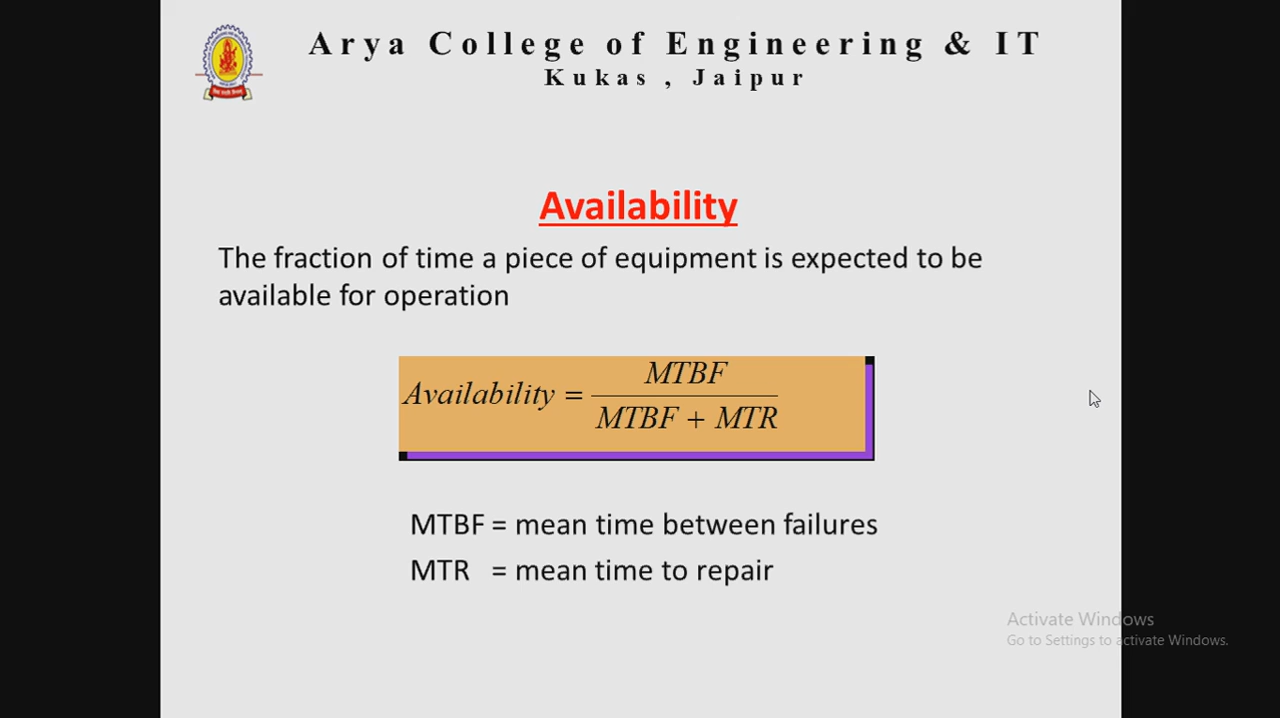 Arya College of Engineering & IT
Kukas , Jaipur
Availability
The fraction of time a piece of equipment is expected to be
available for operation
Availability = MTBF / MTBF + MTR
MTBF = mean time between failures
MTR = mean time to repair
Activate Windows
Go to Settings to activate Windows.